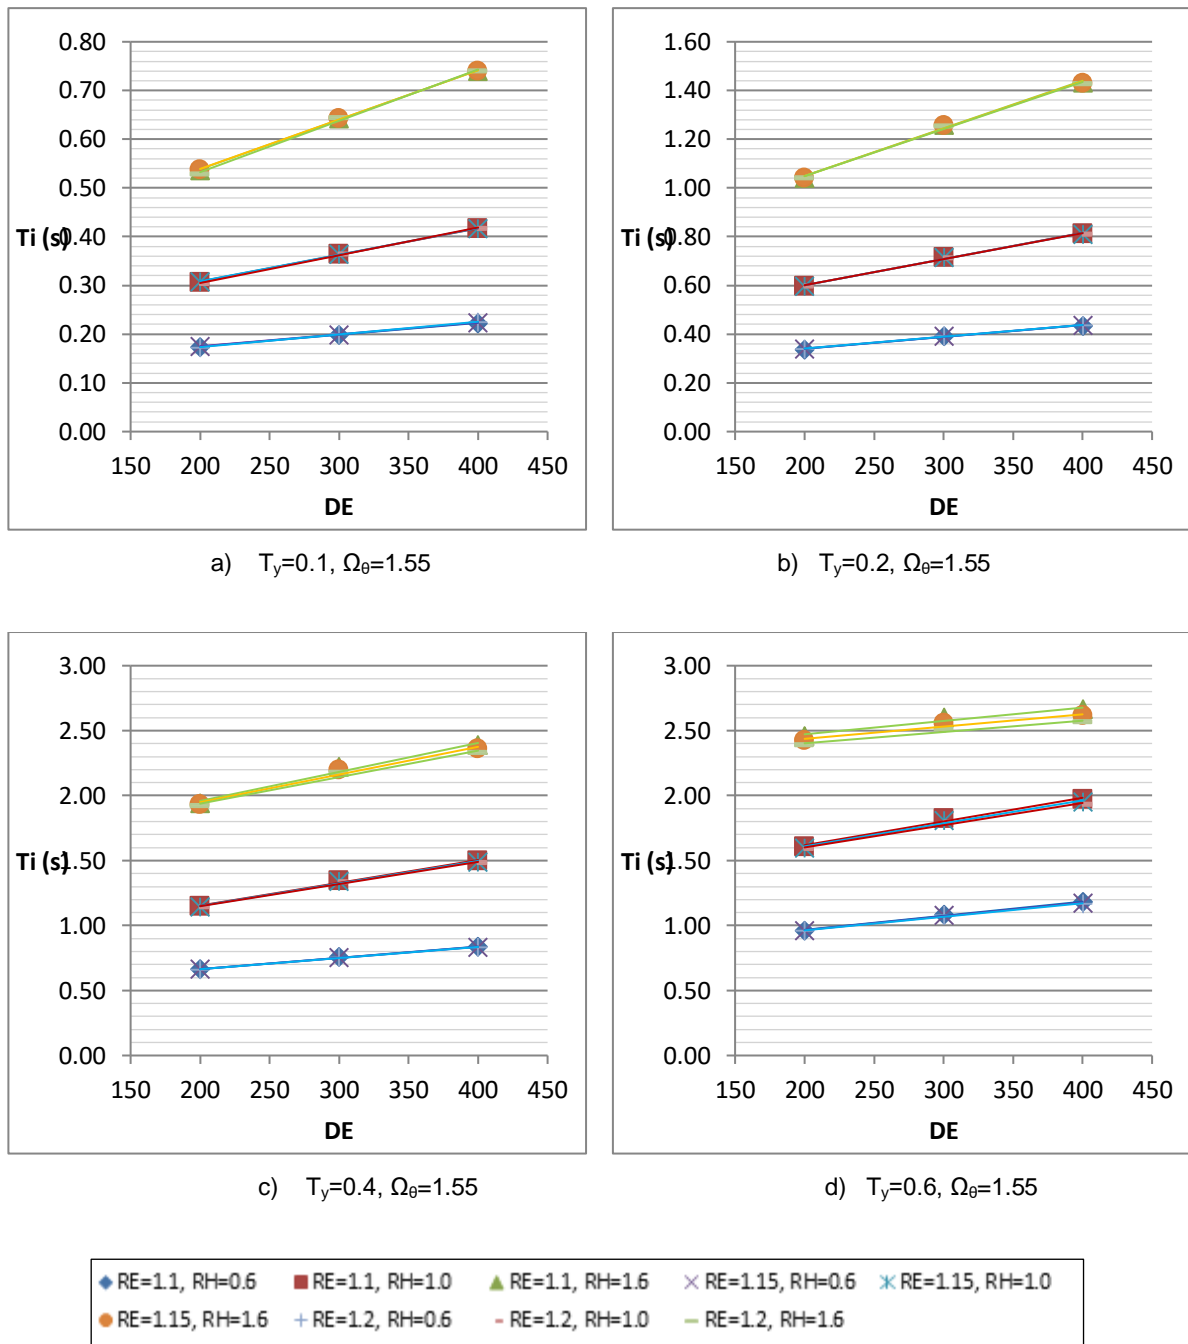 0.80
0.70
0.60
0.50
0.40
0.30
0.20
0.10
0.00
Ti (s)
150 200 250 300 350 400 450
DE
a) T_y=0.1, Ω_θ=1.55
1.60
1.40
1.20
1.00
0.80
0.60
0.40
0.20
0.00
Ti (s)
150 200 250 300 350 400 450
DE
b) T_y=0.2, Ω_θ=1.55
3.00
2.50
2.00
1.50
1.00
0.50
0.00
Ti (s)
150 200 250 300 350 400 450
DE
c) T_y=0.4, Ω_θ=1.55
3.00
2.50
2.00
1.50
1.00
0.50
0.00
Ti (s)
150 200 250 300 350 400 450
DE
d) T_y=0.6, Ω_θ=1.55
RE=1.1, RH=0.6 RE=1.1, RH=1.0 RE=1.1, RH=1.6 RE=1.15, RH=0.6 RE=1.15, RH=1.0
RE=1.15, RH=1.6 RE=1.2, RH=0.6 RE=1.2, RH=1.0 RE=1.2, RH=1.6